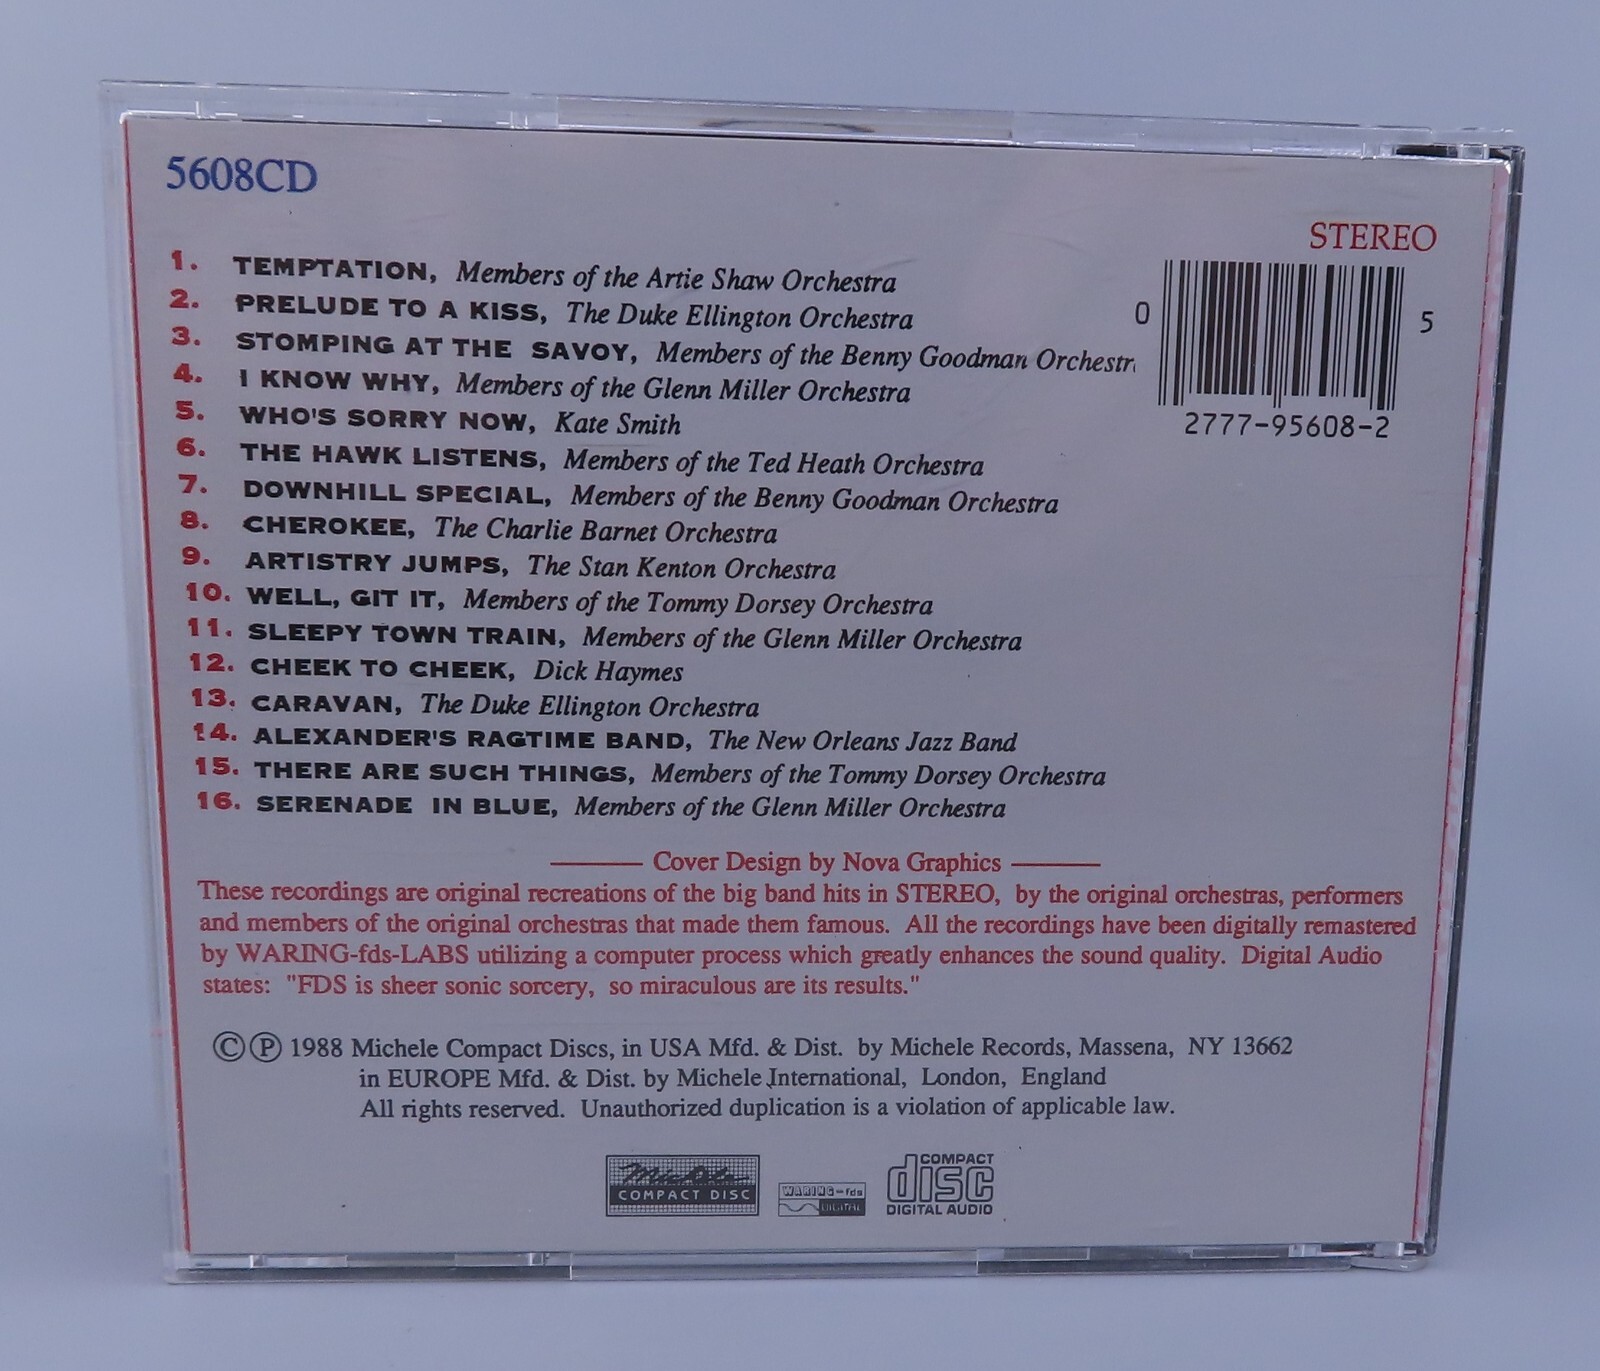 5608CD
STEREO
0 5
2777-95608-2
1. TEMPTATION, Members of the Artie Shaw Orchestra
2. PRELUDE TO A KISS, The Duke Ellington Orchestra
3. STOMPING AT THE SAVOY, Members of the Benny Goodman Orchestr
4. I KNOW WHY, Members of the Glenn Miller Orchestra
5. WHO'S SORRY NOW, Kate Smith
6. THE HAWK LISTENS, Members of the Ted Heath Orchestra
7. DOWNHILL SPECIAL, Members of the Benny Goodman Orchestra
8. CHEROKEE, The Charlie Barnet Orchestra
9. ARTISTRY JUMPS, The Stan Kenton Orchestra
10. WELL, GIT IT, Members of the Tommy Dorsey Orchestra
11. SLEEPY TOWN TRAIN, Members of the Glenn Miller Orchestra
12. CHEEK TO CHEEK, Dick Haymes
13. CARAVAN, The Duke Ellington Orchestra
14. ALEXANDER'S RAGTIME BAND, The New Orleans Jazz Band
15. THERE ARE SUCH THINGS, Members of the Tommy Dorsey Orchestra
16. SERENADE IN BLUE, Members of the Glenn Miller Orchestra
Cover Design by Nova Graphics
These recordings are original recreations of the big band hits in STEREO, by the original orchestras, performers
and members of the original orchestras that made them famous. All the recordings have been digitally remastered
by WARING-fds-LABS utilizing a computer process which greatly enhances the sound quality. Digital Audio
states: "FDS is sheer sonic sorcery, so miraculous are its results."
©℗ 1988 Michele Compact Discs, in USA Mfd. & Dist. by Michele Records, Massena, NY 13662
in EUROPE Mfd. & Dist. by Michele International, London, England
All rights reserved. Unauthorized duplication is a violation of applicable law.
Michele
COMPACT DISC
WARING-fds
DIGITAL
COMPACT
disc
DIGITAL AUDIO